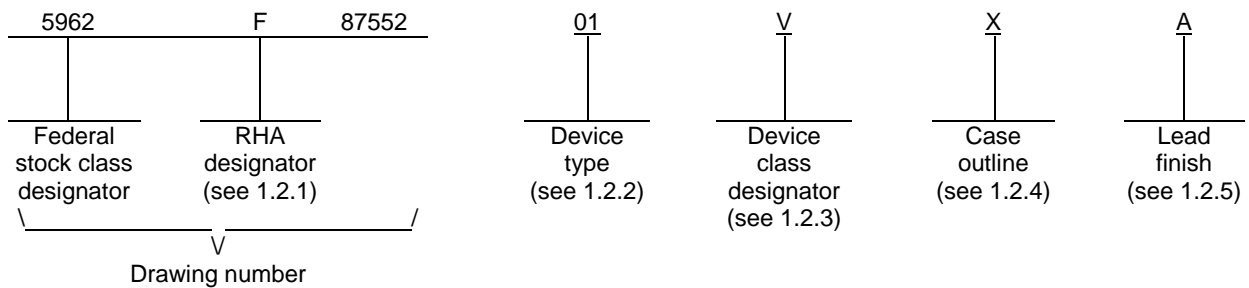 5962 F 87552 01 V X A
Federal stock class designator
RHA designator (see 1.2.1)
Device type (see 1.2.2)
Device class designator (see 1.2.3)
Case outline (see 1.2.4)
Lead finish (see 1.2.5)
Drawing number